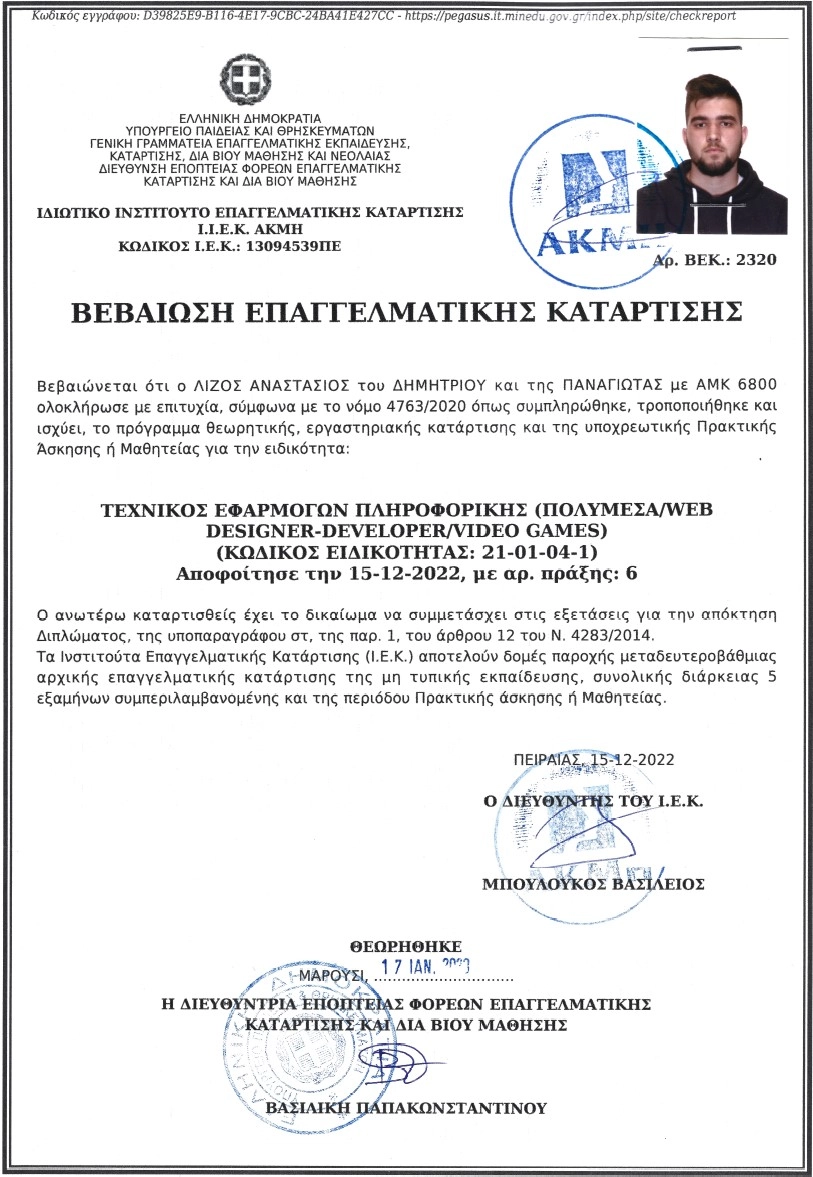 Κωδικός εγγράφου: D39825E9-B116-4E17-9CBC-24BA41E427CC - https://pegasus.it.minedu.gov.gr/index.php/site/checkreport
ΕΛΛΗΝΙΚΗ ΔΗΜΟΚΡΑΤΙΑ
ΥΠΟΥΡΓΕΙΟ ΠΑΙΔΕΙΑΣ ΚΑΙ ΘΡΗΣΚΕΥΜΑΤΩΝ
ΓΕΝΙΚΗ ΓΡΑΜΜΑΤΕΙΑ ΕΠΑΓΓΕΛΜΑΤΙΚΗΣ ΕΚΠΑΙΔΕΥΣΗΣ,
ΚΑΤΑΡΤΙΣΗΣ, ΔΙΑ ΒΙΟΥ ΜΑΘΗΣΗΣ ΚΑΙ ΝΕΟΛΑΙΑΣ
ΔΙΕΥΘΥΝΣΗ ΕΠΟΠΤΕΙΑΣ ΦΟΡΕΩΝ ΕΠΑΓΓΕΛΜΑΤΙΚΗΣ
ΚΑΤΑΡΤΙΣΗΣ ΚΑΙ ΔΙΑ ΒΙΟΥ ΜΑΘΗΣΗΣ
ΙΔΙΩΤΙΚΟ ΙΝΣΤΙΤΟΥΤΟ ΕΠΑΓΓΕΛΜΑΤΙΚΗΣ ΚΑΤΑΡΤΙΣΗΣ
Ι.Ι.Ε.Κ. ΑΚΜΗ
ΚΩΔΙΚΟΣ Ι.Ε.Κ.: 13094539ΠΕ
ΑΚΜΗ
Αρ. ΒΕΚ.: 2320
ΒΕΒΑΙΩΣΗ ΕΠΑΓΓΕΛΜΑΤΙΚΗΣ ΚΑΤΑΡΤΙΣΗΣ
Βεβαιώνεται ότι ο ΛΙΖΟΣ ΑΝΑΣΤΑΣΙΟΣ του ΔΗΜΗΤΡΙΟΥ και της ΠΑΝΑΓΙΩΤΑΣ με ΑΜΚ 6800
ολοκλήρωσε με επιτυχία, σύμφωνα με το νόμο 4763/2020 όπως συμπληρώθηκε, τροποποιήθηκε και
ισχύει, το πρόγραμμα θεωρητικής, εργαστηριακής κατάρτισης και της υποχρεωτικής Πρακτικής
Άσκησης ή Μαθητείας για την ειδικότητα:
ΤΕΧΝΙΚΟΣ ΕΦΑΡΜΟΓΩΝ ΠΛΗΡΟΦΟΡΙΚΗΣ (ΠΟΛΥΜΕΣΑ/WEB
DESIGNER-DEVELOPER/VIDEO GAMES)
(ΚΩΔΙΚΟΣ ΕΙΔΙΚΟΤΗΤΑΣ: 21-01-04-1)
Αποφοίτησε την 15-12-2022, με αρ. πράξης: 6
Ο ανωτέρω καταρτισθείς έχει το δικαίωμα να συμμετάσχει στις εξετάσεις για την απόκτηση
Διπλώματος, της υποπαραγράφου στ, της παρ. 1, του άρθρου 12 του Ν. 4283/2014.
Τα Ινστιτούτα Επαγγελματικής Κατάρτισης (Ι.Ε.Κ.) αποτελούν δομές παροχής μεταδευτεροβάθμιας
αρχικής επαγγελματικής κατάρτισης της μη τυπικής εκπαίδευσης, συνολικής διάρκειας 5
εξαμήνων συμπεριλαμβανομένης και της περιόδου Πρακτικής άσκησης ή Μαθητείας.
ΠΕΙΡΑΙΑΣ, 15-12-2022
Ο ΔΙΕΥΘΥΝΤΗΣ ΤΟΥ Ι.Ε.Κ.
ΑΚΜΗ
ΜΠΟΥΛΟΥΚΟΣ ΒΑΣΙΛΕΙΟΣ
ΘΕΩΡΗΘΗΚΕ
ΜΑΡΟΥΣΙ, 17 ΙΑΝ. 2023
Η ΔΙΕΥΘΥΝΤΡΙΑ ΕΠΟΠΤΕΙΑΣ ΦΟΡΕΩΝ ΕΠΑΓΓΕΛΜΑΤΙΚΗΣ
ΚΑΤΑΡΤΙΣΗΣ ΚΑΙ ΔΙΑ ΒΙΟΥ ΜΑΘΗΣΗΣ
ΕΛΛΗΝΙΚΗ ΔΗΜΟΚΡΑΤΙΑ
ΒΑΣΙΛΙΚΗ ΠΑΠΑΚΩΝΣΤΑΝΤΙΝΟΥ